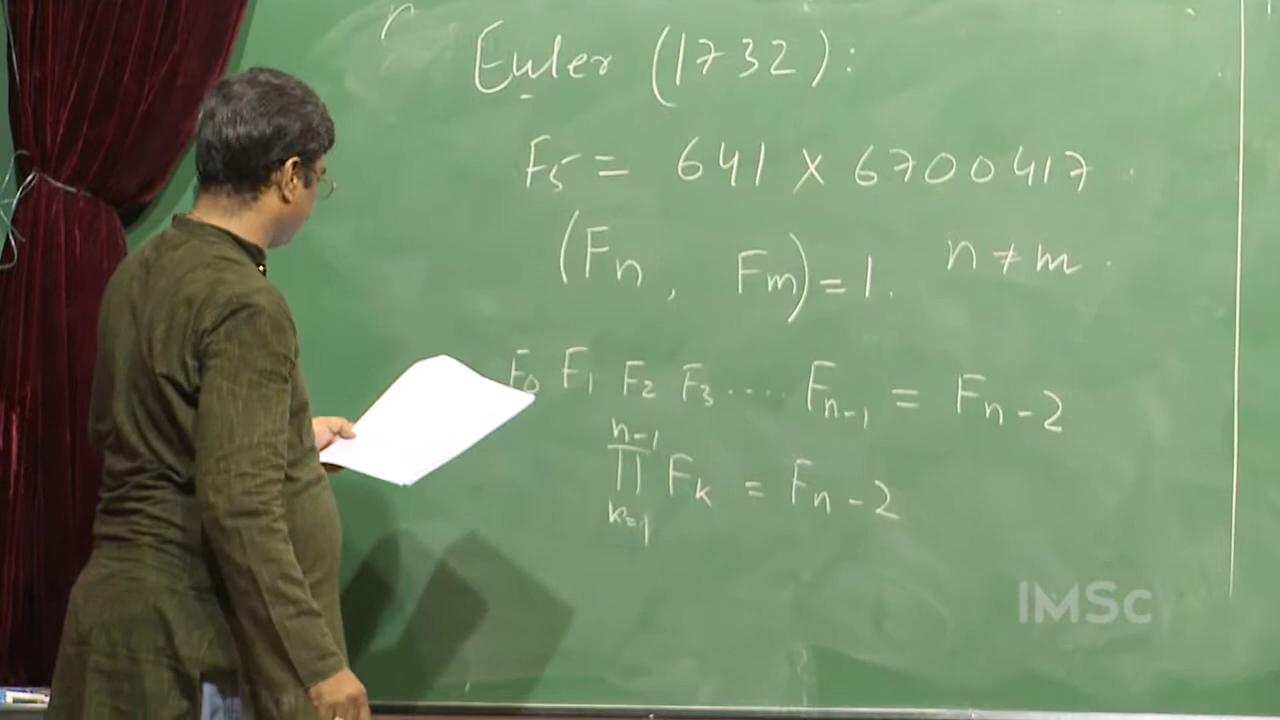 Euler (1732):
F5 = 641 × 6700417
(Fn, Fm) = 1. n ≠ m.
F0 F1 F2 F3 .... Fn-1 = Fn - 2
n-1
∏ Fk = Fn - 2
k=1
IMSc